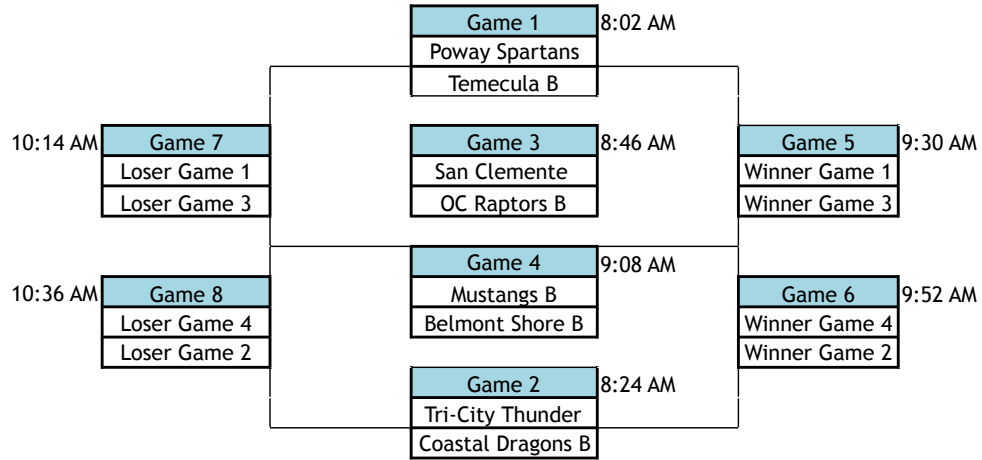 Game 1 8:02 AM
Poway Spartans
Temecula B
10:14 AM Game 7
Loser Game 1
Loser Game 3
Game 3 8:46 AM
San Clemente
OC Raptors B
Game 5 9:30 AM
Winner Game 1
Winner Game 3
Game 4 9:08 AM
Mustangs B
Belmont Shore B
10:36 AM Game 8
Loser Game 4
Loser Game 2
Game 6 9:52 AM
Winner Game 4
Winner Game 2
Game 2 8:24 AM
Tri-City Thunder
Coastal Dragons B